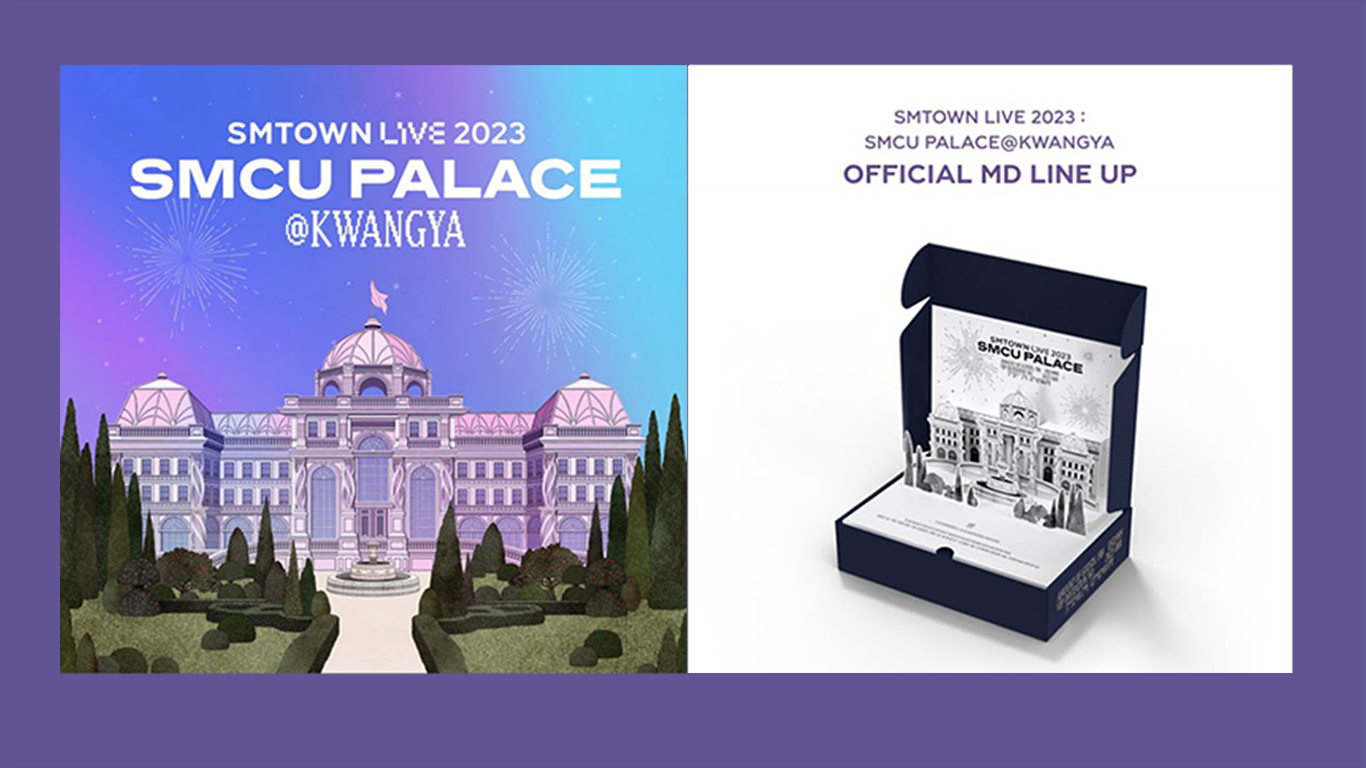 SMTOWN LIVE 2023
SMCU PALACE
@KWANGYA
SMTOWN LIVE 2023 :
SMCU PALACE@KWANGYA
OFFICIAL MD LINE UP
SMTOWN LIVE 2023
SMCU PALACE